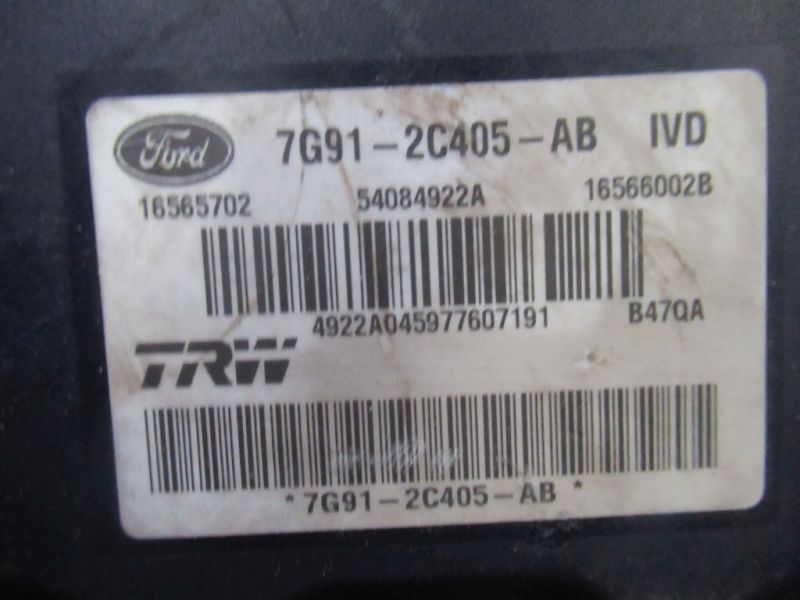 Ford 7G91-2C405-AB IVD
16565702 54084922A 16566002B
4922A045977607191 B47QA
TRW
*7G91-2C405-AB*